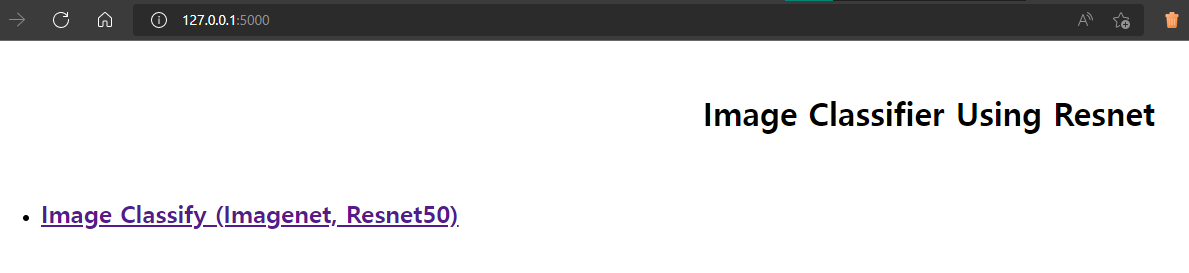 127.0.0.1:5000
Image Classifier Using Resnet
Image Classify (Imagenet, Resnet50)